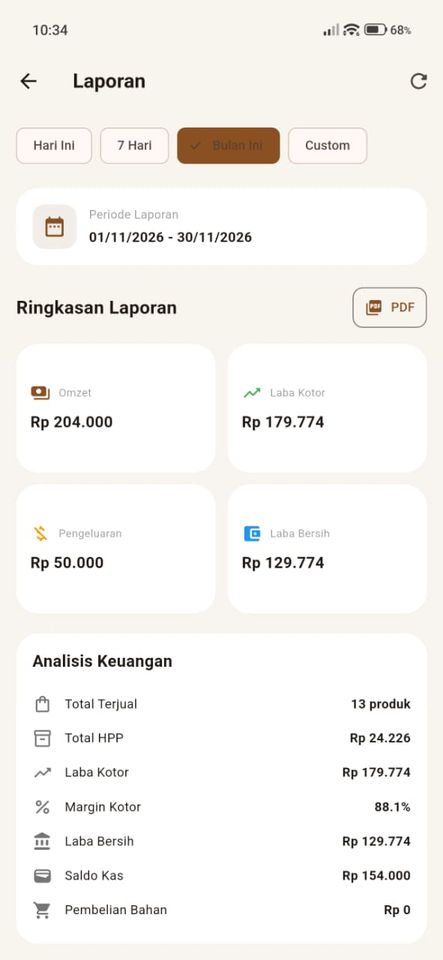 10:34
68%
Laporan
Hari Ini
7 Hari
Bulan Ini
Custom
Periode Laporan
01/11/2026 - 30/11/2026
Ringkasan Laporan
PDF PDF
Omzet
Rp 204.000
Laba Kotor
Rp 179.774
Pengeluaran
Rp 50.000
Laba Bersih
Rp 129.774
Analisis Keuangan
Total Terjual 13 produk
Total HPP Rp 24.226
Laba Kotor Rp 179.774
Margin Kotor 88.1%
Laba Bersih Rp 129.774
Saldo Kas Rp 154.000
Pembelian Bahan Rp 0